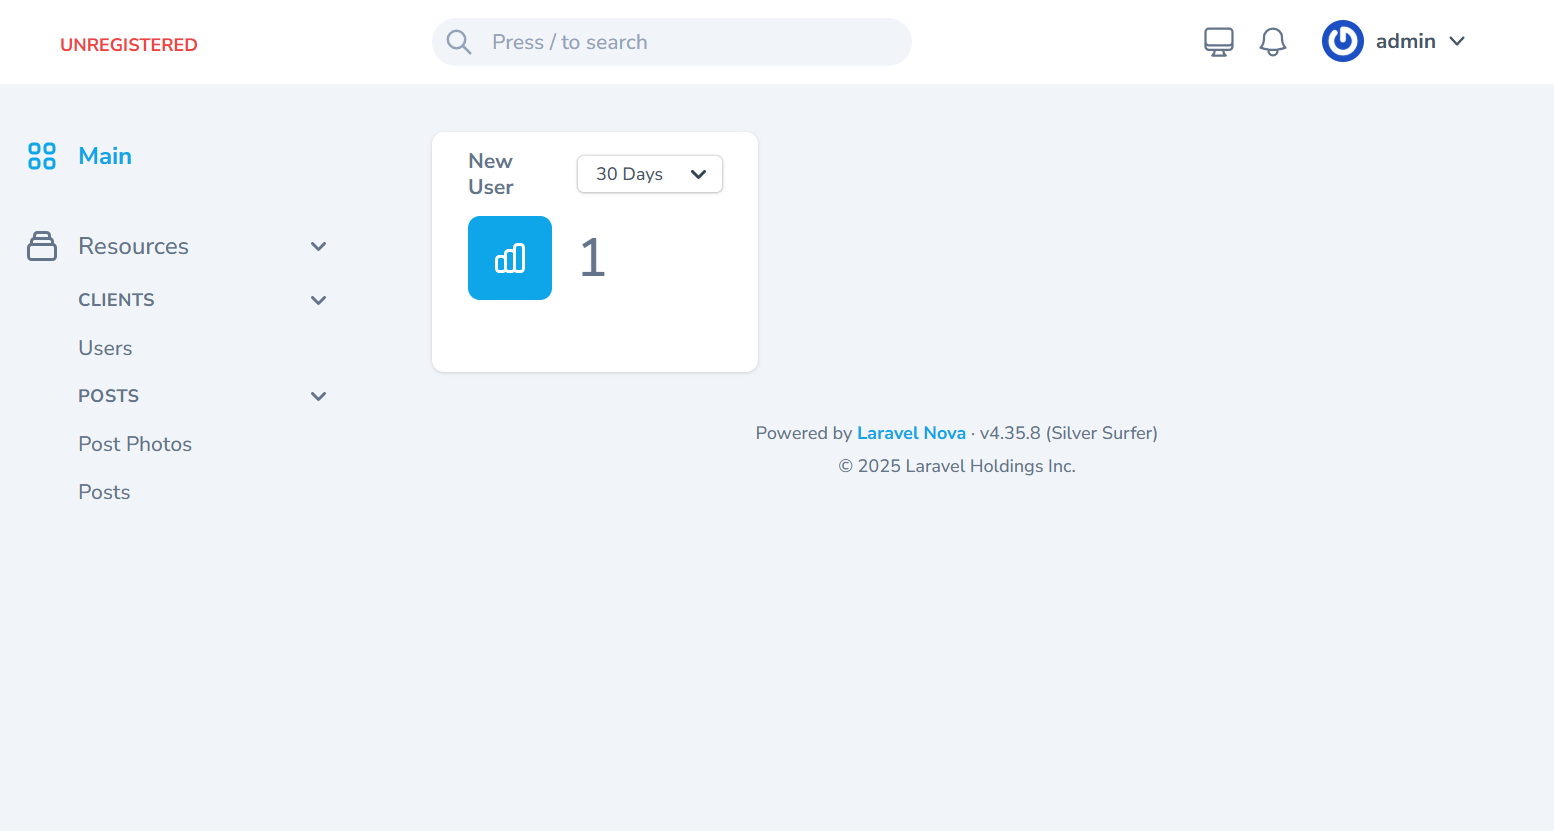 UNREGISTERED
Press / to search
admin
Main
Resources
CLIENTS
Users
POSTS
Post Photos
Posts
New
User
30 Days
1
Powered by Laravel Nova · v4.35.8 (Silver Surfer)
© 2025 Laravel Holdings Inc.